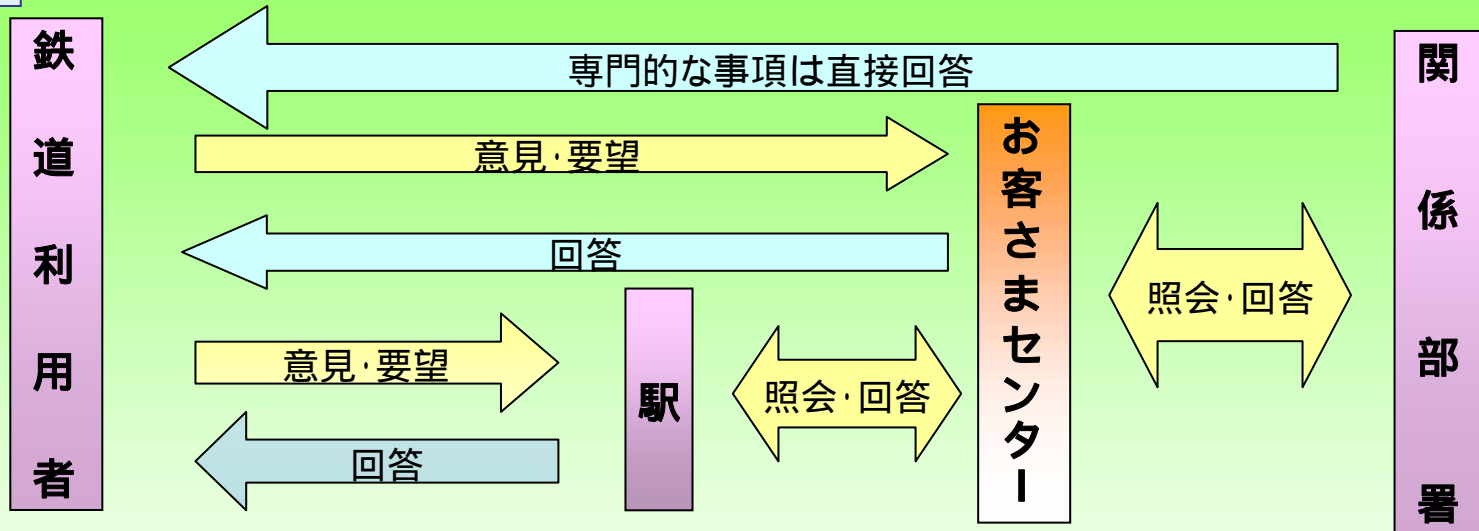 鉄道利用者
専門的な事項は直接回答
意見・要望
回答
意見・要望
回答
駅
照会・回答
お客さまセンター
照会・回答
関係部署